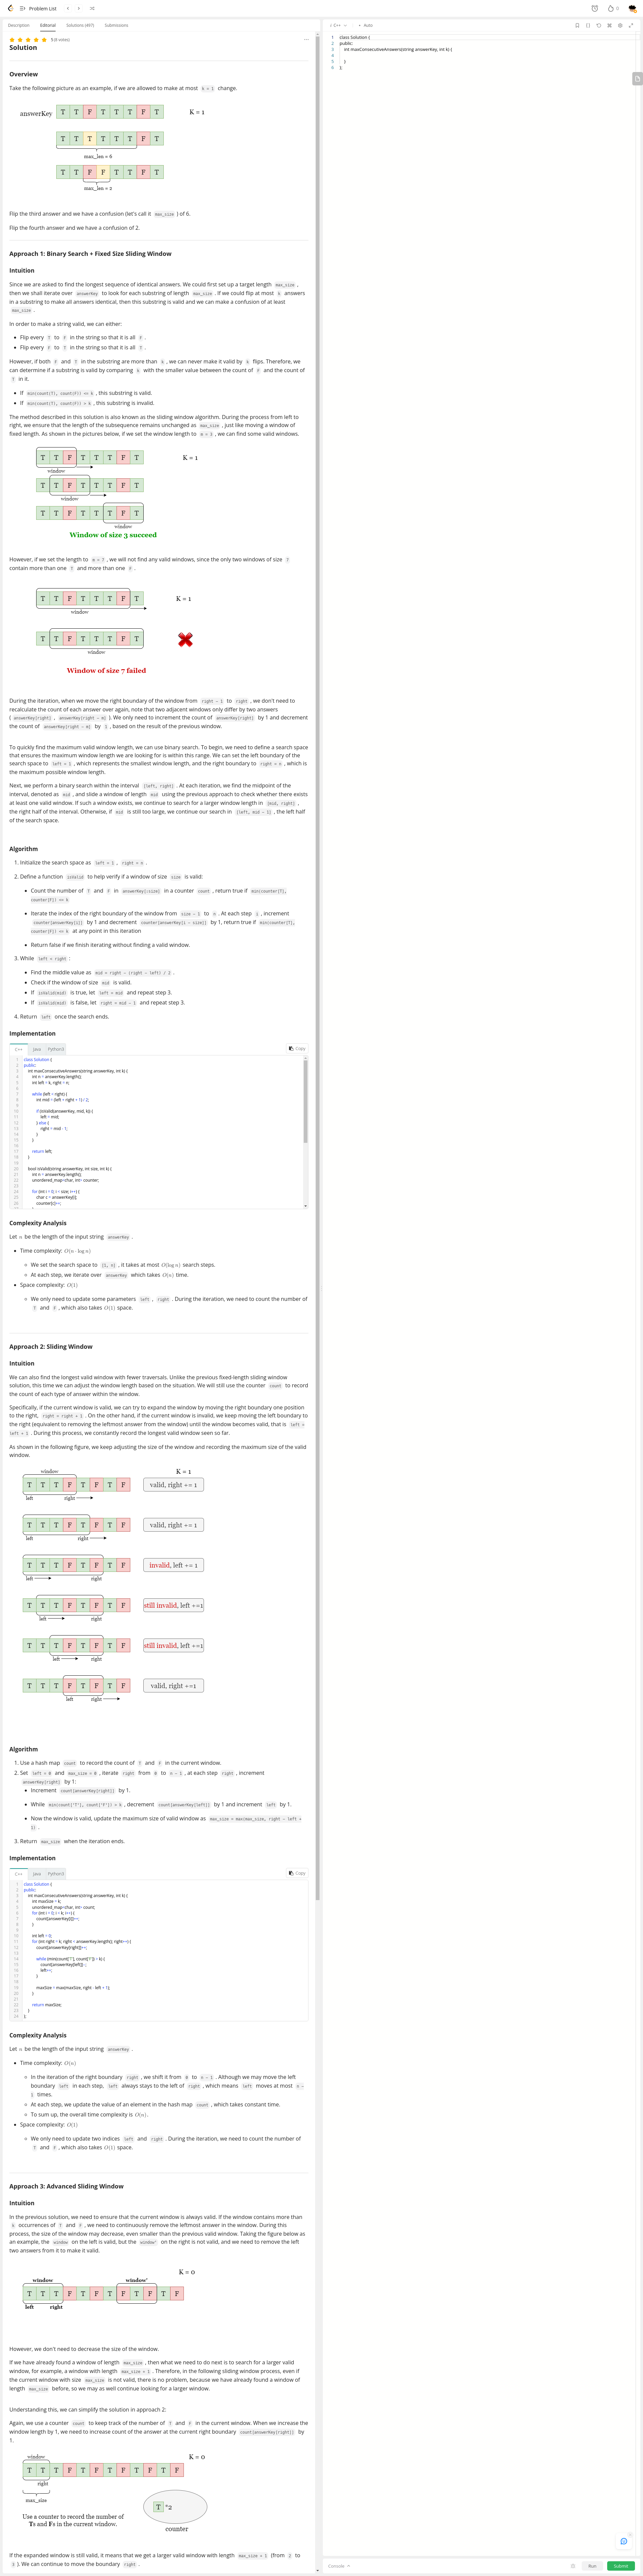 Problem List
0
Description Editorial Solutions (497) Submissions
5 (8 votes)
Solution
Overview
Take the following picture as an example, if we are allowed to make at most k = 1 change.
answerKey T T F T T T F T K = 1
T T T T T T F T
max_len = 6
T T F F T T F T
max_len = 2
Flip the third answer and we have a confusion (let's call it max_size ) of 6.
Flip the fourth answer and we have a confusion of 2.
Approach 1: Binary Search + Fixed Size Sliding Window
Intuition
Since we are asked to find the longest sequence of identical answers. We could first set up a target length max_size ,
then we shall iterate over answerKey to look for each substring of length max_size . If we could flip at most k answers
in a substring to make all answers identical, then this substring is valid and we can make a confusion of at least
max_size .
In order to make a string valid, we can either:
• Flip every T to F in the string so that it is all F .
• Flip every F to T in the string so that it is all T .
However, if both F and T in the substring are more than k , we can never make it valid by k flips. Therefore, we
can determine if a substring is valid by comparing k with the smaller value between the count of F and the count of
T in it.
• If min(count(T), count(F)) <= k , this substring is valid.
• If min(count(T), count(F)) > k , this substring is invalid.
The method described in this solution is also known as the sliding window algorithm. During the process from left to
right, we ensure that the length of the subsequence remains unchanged as max_size , just like moving a window of
fixed length. As shown in the pictures below, if we set the window length to m = 3 , we can find some valid windows.
T T F T T T F T K = 1
window
T T F T T T F T
window
T T F T T T F T
window
Window of size 3 succeed
However, if we set the length to m = 7 , we will not find any valid windows, since the only two windows of size 7
contain more than one T and more than one F .
T T F T T T F T K = 1
window
T T F T T T F T
window
Window of size 7 failed
During the iteration, when we move the right boundary of the window from right - 1 to right , we don't need to
recalculate the count of each answer over again, note that two adjacent windows only differ by two answers
( answerKey[right] , answerKey[right - m] ). We only need to increment the count of answerKey[right] by 1 and decrement
the count of answerKey[right - m] by 1 , based on the result of the previous window.
To quickly find the maximum valid window length, we can use binary search. To begin, we need to define a search space
that ensures the maximum window length we are looking for is within this range. We can set the left boundary of the
search space to left = 1 , which represents the smallest window length, and the right boundary to right = n , which is
the maximum possible window length.
Next, we perform a binary search within the interval [left, right] . At each iteration, we find the midpoint of the
interval, denoted as mid , and slide a window of length mid using the previous approach to check whether there exists
at least one valid window. If such a window exists, we continue to search for a larger window length in [mid, right] ,
the right half of the interval. Otherwise, if mid is still too large, we continue our search in [left, mid - 1] , the left half
of the search space.
Algorithm
1. Initialize the search space as left = 1 , right = n .
2. Define a function isValid to help verify if a window of size size is valid:
• Count the number of T and F in answerKey[:size] in a counter count , return true if min(counter[T],
counter[F]) <= k
• Iterate the index of the right boundary of the window from size - 1 to n . At each step i , increment
counter[answerKey[i]] by 1 and decrement counter[answerKey[i - size]] by 1, return true if min(counter[T],
counter[F]) <= k at any point in this iteration
• Return false if we finish iterating without finding a valid window.
3. While left < right :
• Find the middle value as mid = right - (right - left) / 2 .
• Check if the window of size mid is valid.
• If isValid(mid) is true, let left = mid and repeat step 3.
• If isValid(mid) is false, let right = mid - 1 and repeat step 3.
4. Return left once the search ends.
Implementation
C++ Java Python3 Copy
1 class Solution {
2 public:
3 int maxConsecutiveAnswers(string answerKey, int k) {
4 int n = answerKey.length();
5 int left = k, right = n;
6
7 while (left < right) {
8 int mid = (left + right + 1) / 2;
9
10 if (isValid(answerKey, mid, k)) {
11 left = mid;
12 } else {
13 right = mid - 1;
14 }
15 }
16
17 return left;
18 }
19
20 bool isValid(string answerKey, int size, int k) {
21 int n = answerKey.length();
22 unordered_map<char, int> counter;
23
24 for (int i = 0; i < size; i++) {
25 char c = answerKey[i];
26 counter[c]++;
Complexity Analysis
Let n be the length of the input string answerKey .
• Time complexity: O(n · log n)
◦ We set the search space to [1, n] , it takes at most O(log n) search steps.
◦ At each step, we iterate over answerKey which takes O(n) time.
• Space complexity: O(1)
◦ We only need to update some parameters left , right . During the iteration, we need to count the number of
T and F , which also takes O(1) space.
Approach 2: Sliding Window
Intuition
We can also find the longest window with fewer traversals. Unlike the previous fixed-length sliding window
solution, this time we can adjust the window length based on the situation. We will still use the counter count to record
the count of each type of answer within the window.
Specifically, if the current window is valid, we can try to expand the window by moving the right boundary one position
to the right, right = right + 1 . On the other hand, if the current window is invalid, we keep moving the left boundary to
the right (equivalent to removing the leftmost answer from the window) until the window becomes valid, that is left =
left + 1 . During this process, we constantly record the longest valid window seen so far.
As shown in the following figure, we keep adjusting the size of the window and recording the maximum size of the valid
window.
window K = 1
T T T F T F T F valid, right += 1
left right
T T T F T F T F valid, right += 1
left right
T T T F T F T F invalid, left += 1
left right
T T T F T F T F still invalid, left +=1
left right
T T T F T F T F still invalid, left +=1
left right
T T T F T F T F valid, right +=1
left right
Algorithm
1. Use a hash map count to record the count of T and F in the current window.
2. Set left = 0 and max_size = 0 , iterate right from 0 to n - 1 , at each step right , increment
answerKey[right] by 1:
• Increment count[answerKey[right]] by 1.
• While min(count['T'], count['F']) > k , decrement count[answerKey[left]] by 1 and increment left by 1.
• Now the window is valid, update the maximum size of valid window as max_size = max(max_size, right - left +
1) .
3. Return max_size when the iteration ends.
Implementation
C++ Java Python3 Copy
1 class Solution {
2 public:
3 int maxConsecutiveAnswers(string answerKey, int k) {
4 int maxSize = k;
5 unordered_map<char, int> count;
6 for (int i = 0; i < k; i++) {
7 count[answerKey[i]]++;
8 }
9
10 int left = 0;
11 for (int right = k; right < answerKey.length(); right++) {
12 count[answerKey[right]]++;
13
14 while (min(count['T'], count['F']) > k) {
15 count[answerKey[left]]--;
16 left++;
17 }
18
19 maxSize = max(maxSize, right - left + 1);
20 }
21
22 return maxSize;
23 }
24 };
Complexity Analysis
Let n be the length of the input string answerKey .
• Time complexity: O(n)
◦ In the iteration of the right boundary right , we shift it from 0 to n - 1 . Although we may move the left
boundary left in each step, left always stays to the left of right , which means left moves at most n -
1 times.
◦ At each step, we update the value of an element in the hash map count , which takes constant time.
◦ To sum up, the overall time complexity is O(n).
• Space complexity: O(1)
◦ We only need to update two indices left and right . During the iteration, we need to count the number of
T and F , which also takes O(1) space.
Approach 3: Advanced Sliding Window
Intuition
In the previous solution, we need to ensure that the current window is always valid. If the window contains more than
k occurrences of T and F , we need to continuously remove the leftmost answer in the window. During this
process, the size of the window may decrease, even smaller than the previous valid window. Taking the figure below as
an example, the window on the left is valid, but the window' on the right is not valid, and we need to remove the left
two answers from it to make it valid.
K = 0
window window'
T T T F T F T F T F T F
left right
However, we don't need to decrease the size of the window.
If we have already found a window of length max_size , then what we need to do next is to search for a larger valid
window, for example, a window with length max_size + 1 . Therefore, in the following sliding window process, even if
the current window with size max_size is not valid, there is no problem, because we have already found a window of
length max_size before, so we may as well continue looking for a larger window.
Understanding this, we can simplify the solution in approach 2:
Again, we use a counter count to keep track of the number of T and F in the current window. When we increase the
window length by 1, we need to increase count of the answer at the current right boundary count[answerKey[right]] by
1.
window K = 0
T T T F T F T F T F T F
right
max_size
Use a counter to record the number of
Ts and Fs in the current window.
T *2
counter
If the expanded window is still valid, it means that we get a larger valid window with length max_size + 1 (from 2 to
3 ). We can continue to move the boundary right .
C++ Auto
1 class Solution {
2 public:
3 int maxConsecutiveAnswers(string answerKey, int k) {
4
5 }
6 };
Console Run Submit